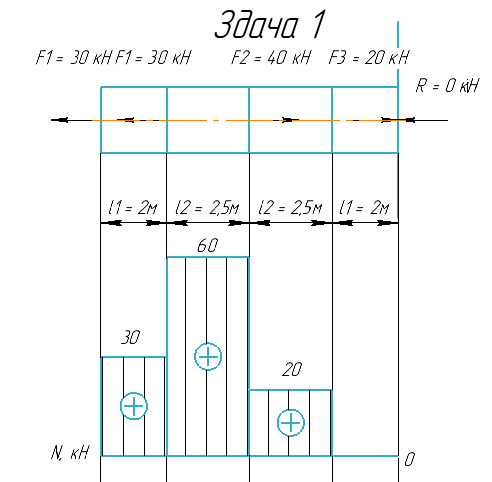 Здача 1
F1 = 30 кН F1 = 30 кН F2 = 40 кН F3 = 20 кН
R = 0 кН
l1 = 2м l2 = 2,5м l2 = 2,5м l1 = 2м
60
30
20
N, кН
0